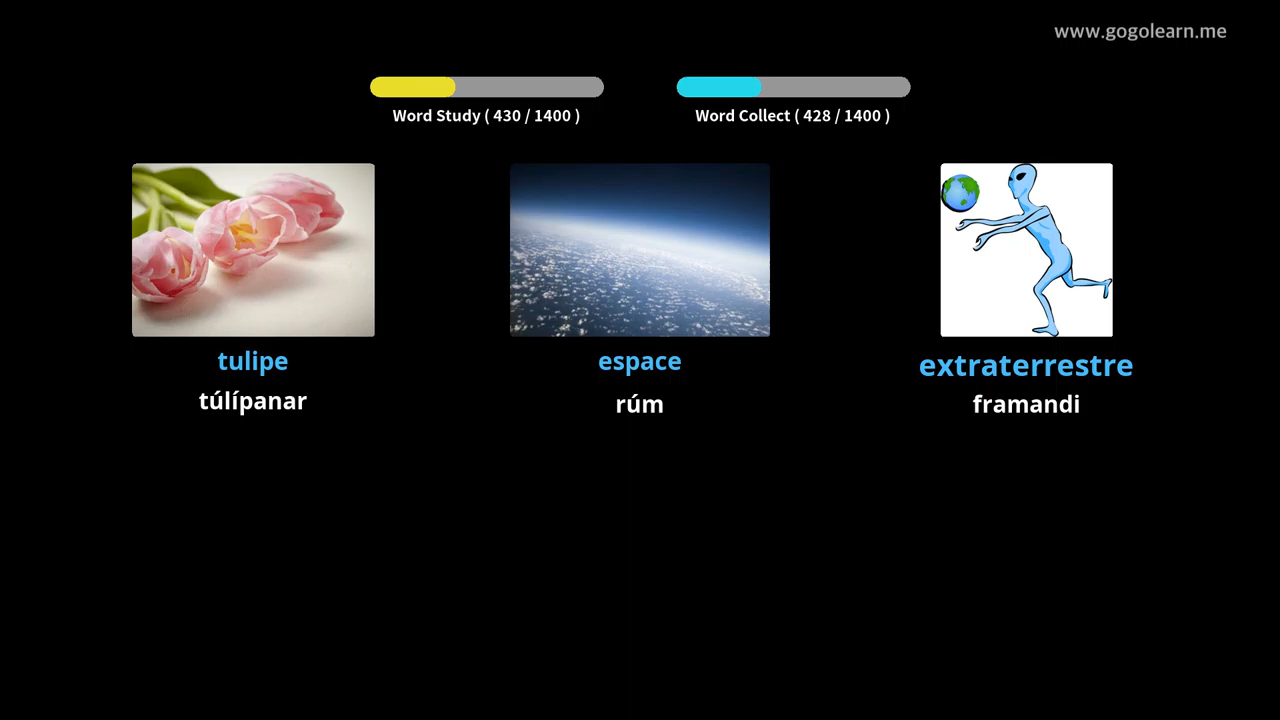 www.gogolearn.me
Word Study ( 430 / 1400 )
Word Collect ( 428 / 1400 )
tulipe
túlípanar
espace
rúm
extraterrestre
framandi